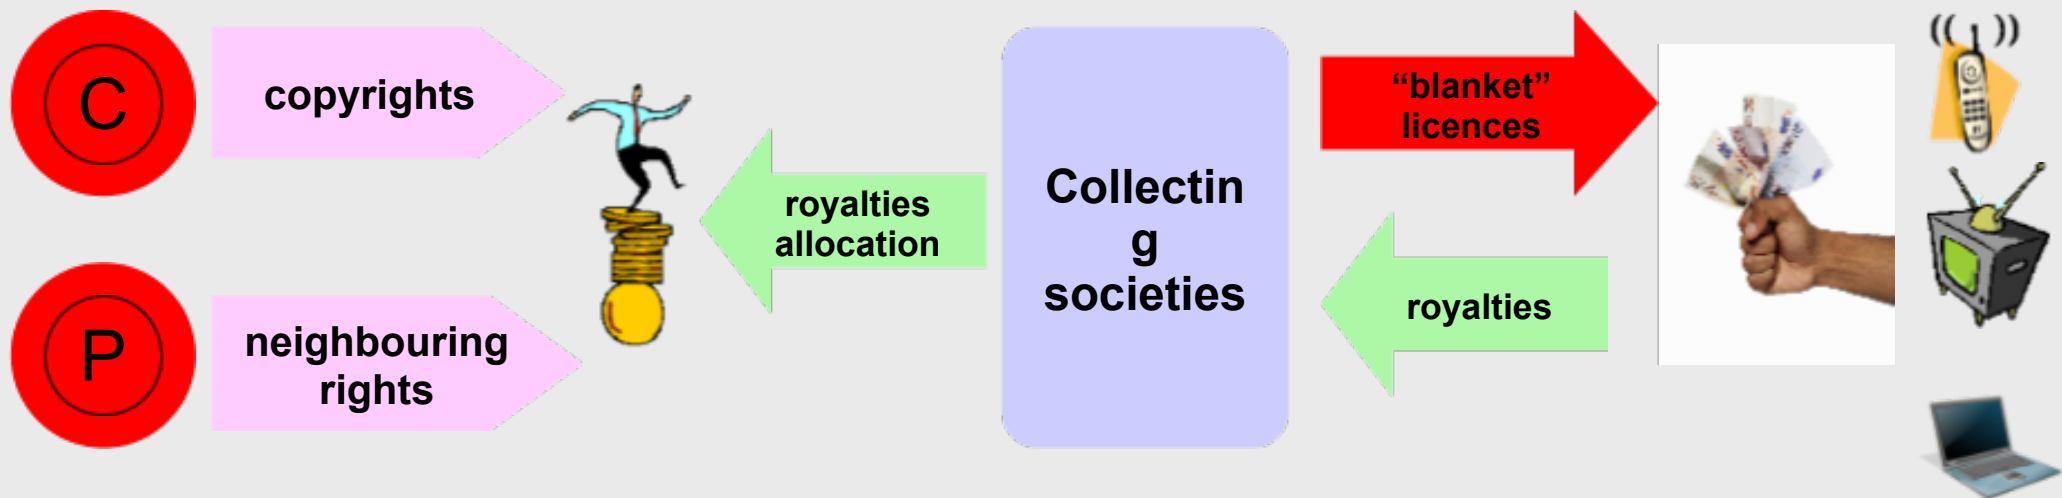 C
copyrights
P
neighbouring
rights
royalties
allocation
Collectin
g
societies
“blanket”
licences
royalties